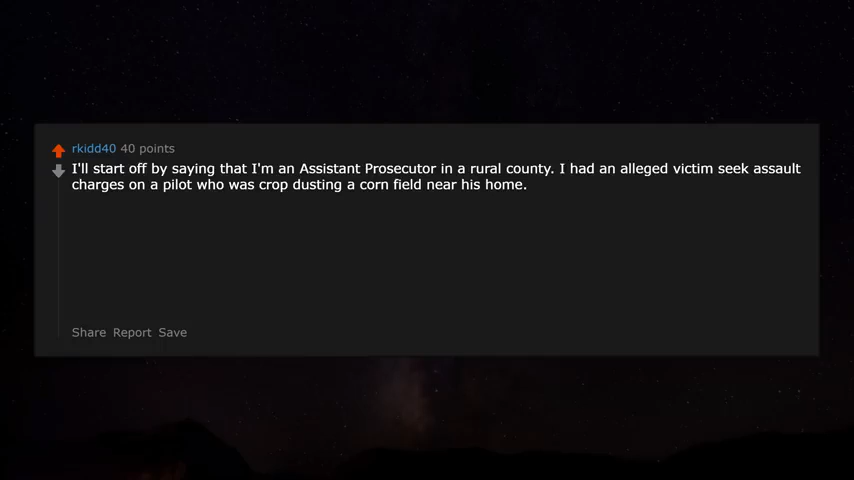 rkidd40 40 points
I'll start off by saying that I'm an Assistant Prosecutor in a rural county. I had an alleged victim seek assault
charges on a pilot who was crop dusting a corn field near his home.
Share Report Save